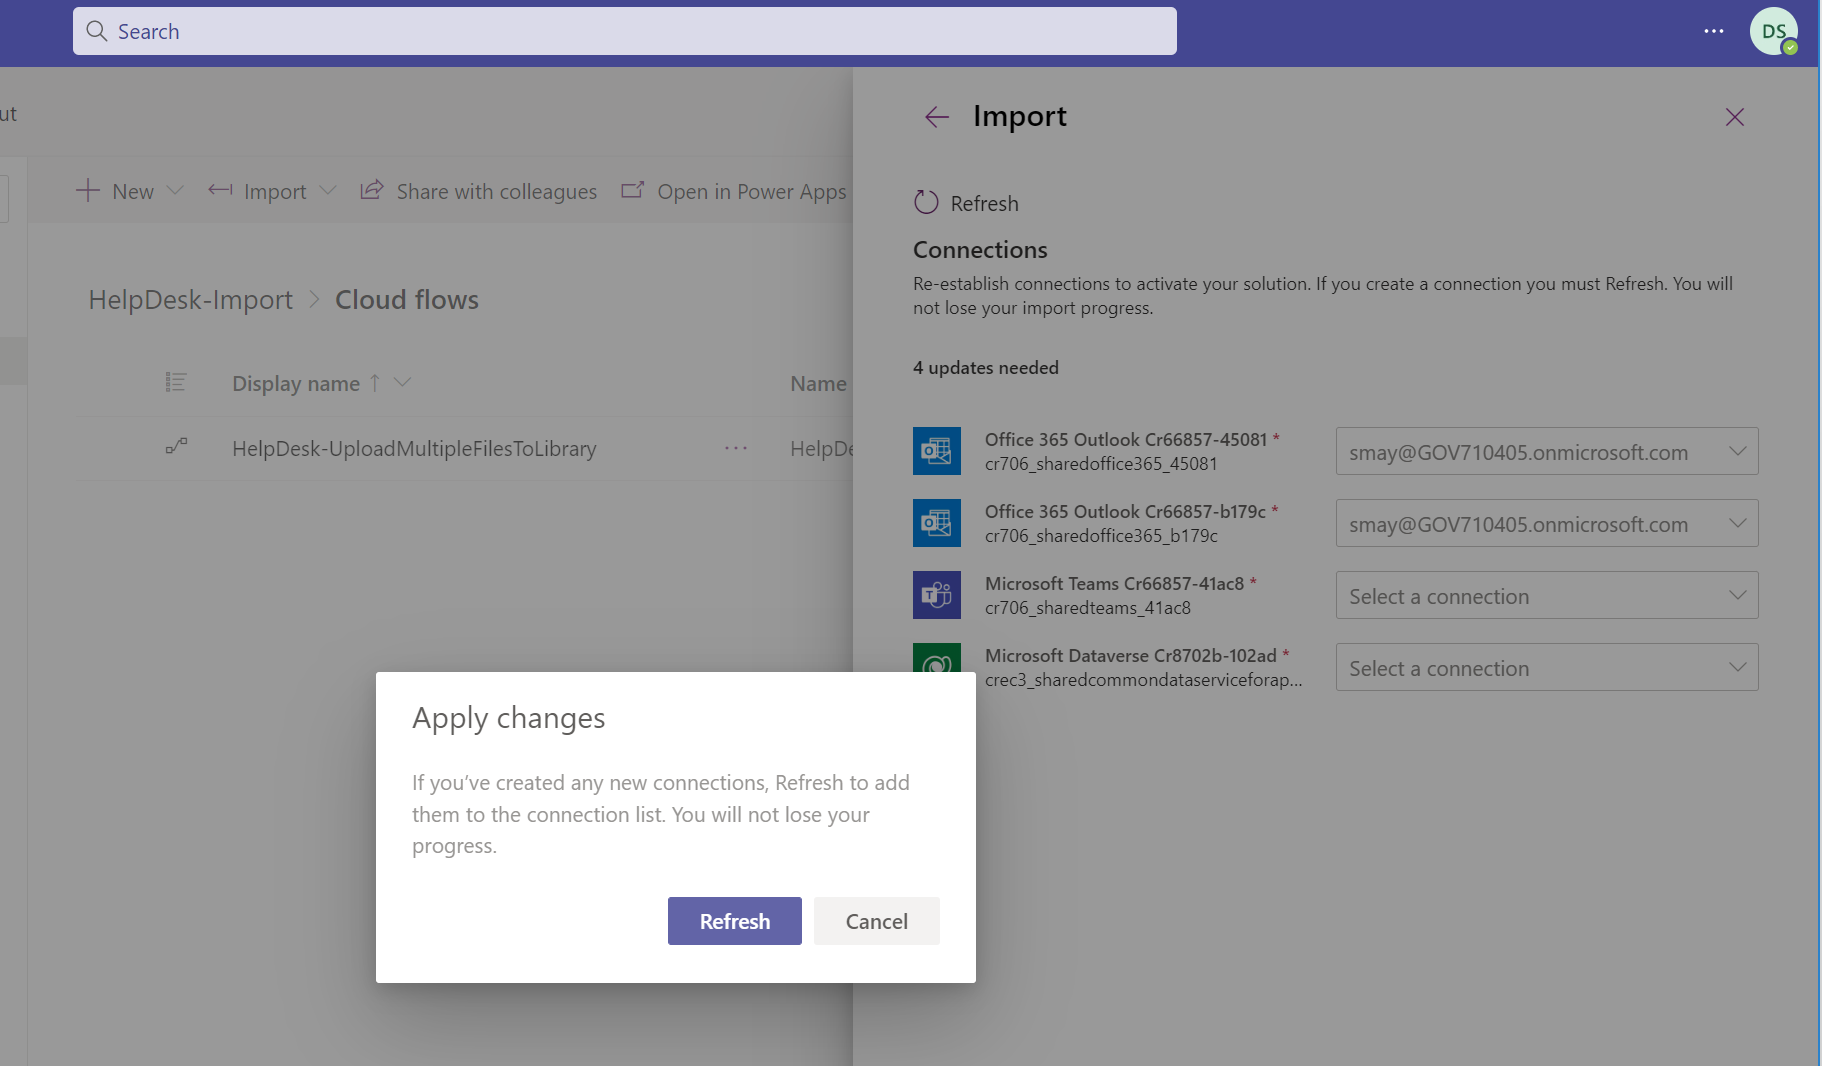 Search
DS
ut
New
Import
Share with colleagues
Open in Power Apps
HelpDesk-Import > Cloud flows
Display name
Name
HelpDesk-UploadMultipleFilesToLibrary
HelpDe
Import
Refresh
Connections
Re-establish connections to activate your solution. If you create a connection you must Refresh. You will
not lose your import progress.
4 updates needed
Office 365 Outlook Cr66857-45081 *
cr706_sharedoffice365_45081
smay@GOV710405.onmicrosoft.com
Office 365 Outlook Cr66857-b179c *
cr706_sharedoffice365_b179c
smay@GOV710405.onmicrosoft.com
Microsoft Teams Cr66857-41ac8 *
cr706_sharedteams_41ac8
Select a connection
Microsoft Dataverse Cr8702b-102ad *
crec3_sharedcommondataserviceforap...
Select a connection
Apply changes
If you’ve created any new connections, Refresh to add
them to the connection list. You will not lose your
progress.
Refresh
Cancel